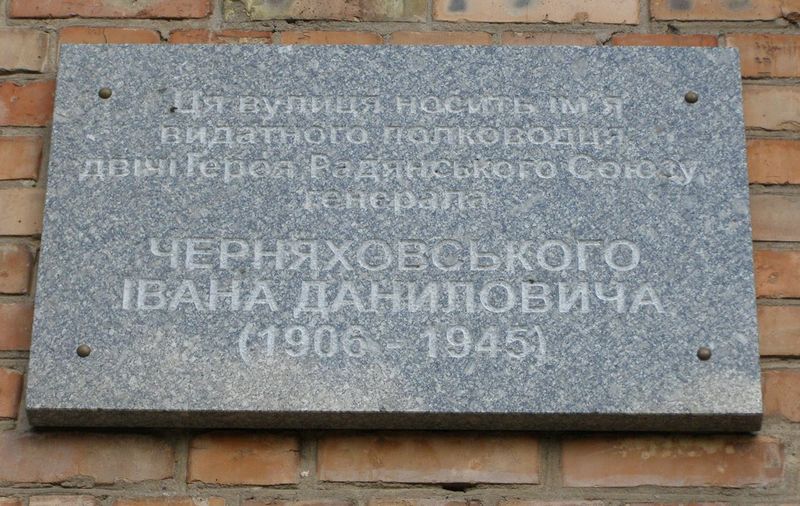 Ця вулиця носить ім'я
видатного полководця
двічі Героя Радянського Союзу
генерала
ЧЕРНЯХОВСЬКОГО
ІВАНА ДАНИЛОВИЧА
(1906 - 1945)